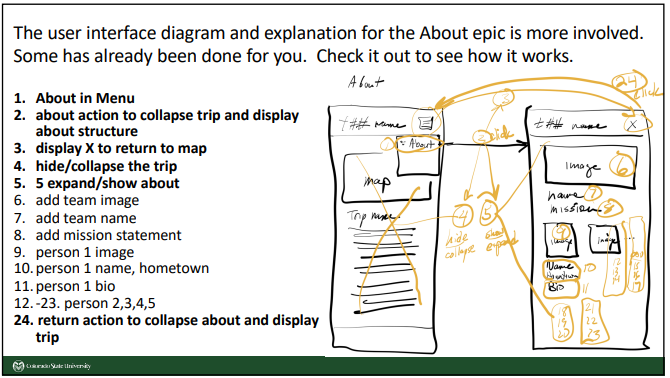 The user interface diagram and explanation for the About epic is more involved.
Some has already been done for you.  Check it out to see how it works.
1. About in Menu
2. about action to collapse trip and display
about structure
3. display X to return to map
4. hide/collapse the trip
5. 5 expand/show about
6. add team image
7. add team name
8. add mission statement
9. person 1 image
10. person 1 name, hometown
11. person 1 bio
12. -23. person 2,3,4,5
24. return action to collapse about and display
trip
About
24
click
3
t## name
t## name
X
1
About
2 click
Image
6
map
name 7
mission 8
Trip
4
5
hide
collapse
show
expand
9
Image
Image
Name
10
hometown
Bio
11
12
13
14
18
19
20
21
22
23
Colorado State University